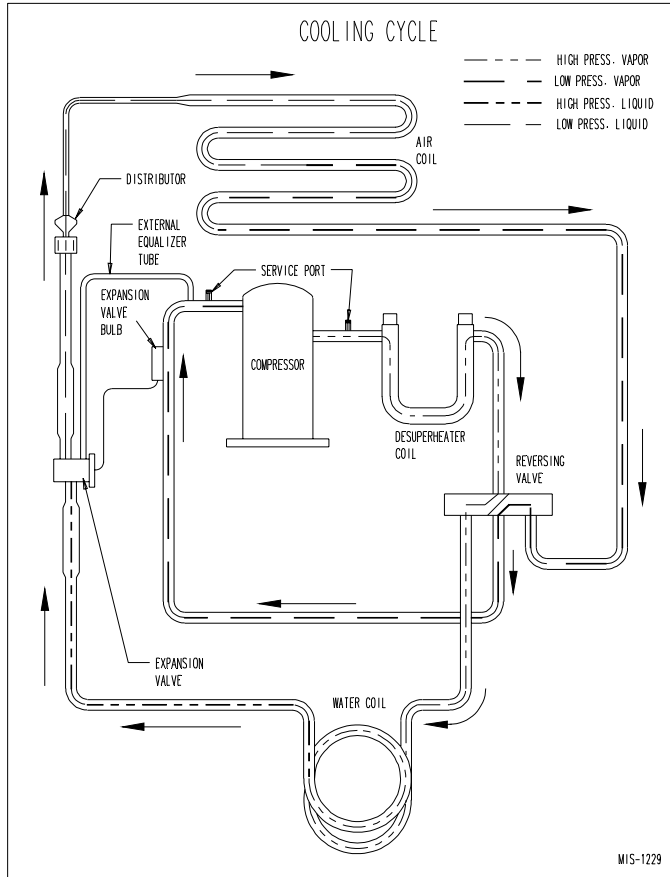 COOLING CYCLE
HIGH PRESS. VAPOR
LOW PRESS. VAPOR
HIGH PRESS. LIQUID
LOW PRESS. LIQUID
AIR
COIL
DISTRIBUTOR
EXTERNAL
EQUALIZER
TUBE
SERVICE PORT
EXPANSION
VALVE
BULB
COMPRESSOR
DESUPERHEATER
COIL
REVERSING
VALVE
EXPANSION
VALVE
WATER COIL
MIS-1229